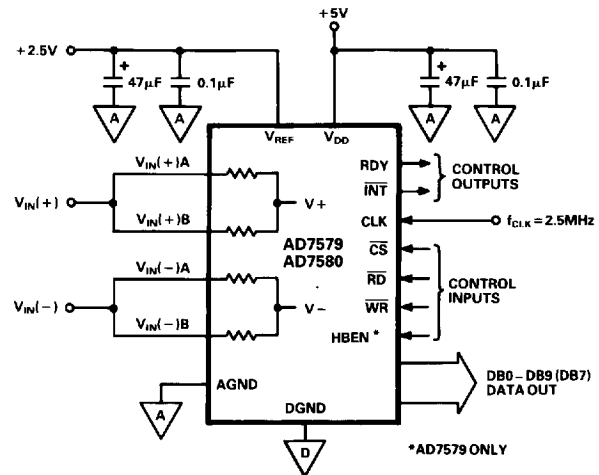 +5V
+2.5V
+
47µF
0.1µF
A
A
+
47µF
0.1µF
A
A
VREF
VDD
VIN(+)
VIN(+)A
VIN(+)B
V+
VIN(-)
VIN(-)A
VIN(-)B
V-
AD7579
AD7580
RDY
INT
CONTROL
OUTPUTS
CLK
fCLK = 2.5MHz
CS
RD
WR
HBEN *
CONTROL
INPUTS
AGND
A
DGND
D
DB0 – DB9 (DB7)
DATA OUT
*AD7579 ONLY